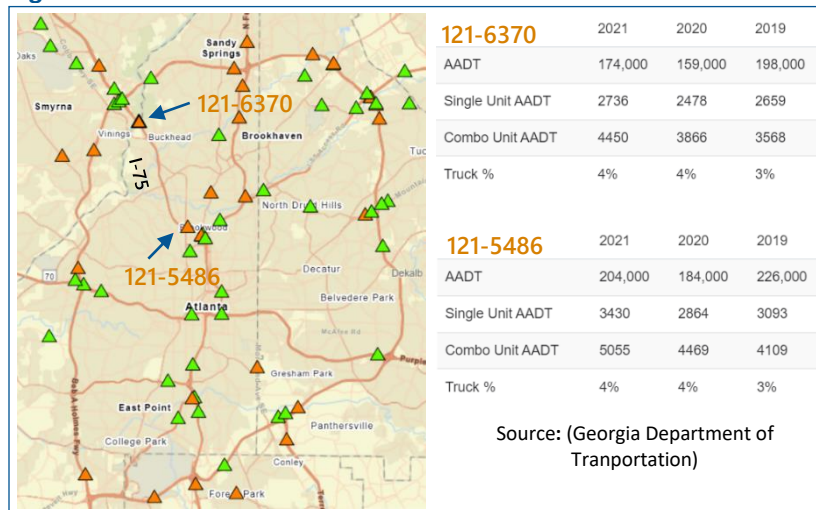 Sandy
Springs
Oaks
Smyrna
121-6370
Vinings
Buckhead
Brookhaven
I-75
North Druid Hills
121-5486
70
Decatur
Dekalb
Belvedere Park
Atlanta
McAfee Rd
Purple
Gresham Park
East Point
Panthersville
College Park
Conley
Forest Park
121-6370 2021 2020 2019
AADT 174,000 159,000 198,000
Single Unit AADT 2736 2478 2659
Combo Unit AADT 4450 3866 3568
Truck % 4% 4% 3%
121-5486 2021 2020 2019
AADT 204,000 184,000 226,000
Single Unit AADT 3430 2864 3093
Combo Unit AADT 5055 4469 4109
Truck % 4% 4% 3%
Source: (Georgia Department of
Tranportation)